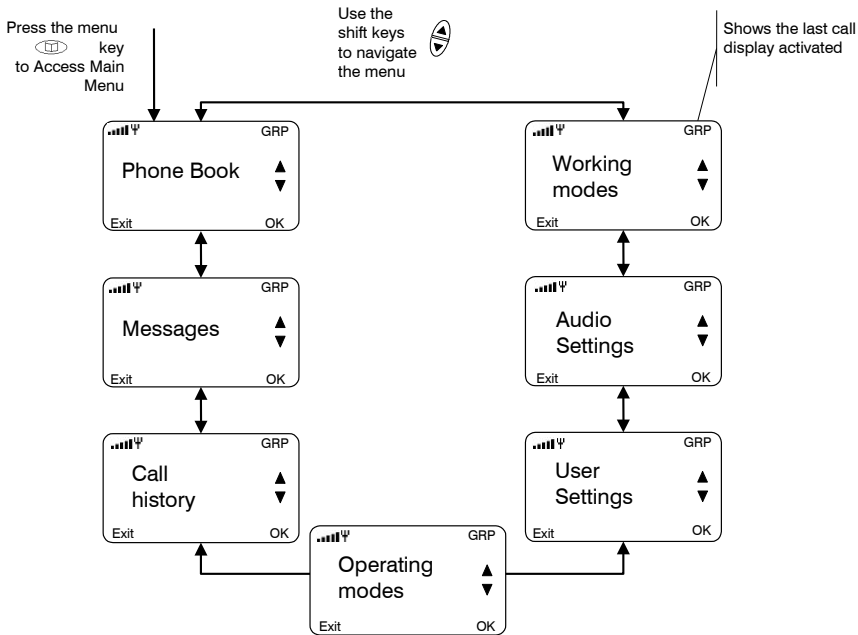 Press the menu
key
to Access Main
Menu
Use the
shift keys
to navigate
the menu
Shows the last call
display activated
GRP
Phone Book
Exit OK
GRP
Working
modes
Exit OK
GRP
Messages
Exit OK
GRP
Audio
Settings
Exit OK
GRP
Call
history
Exit OK
GRP
User
Settings
Exit OK
GRP
Operating
modes
Exit OK